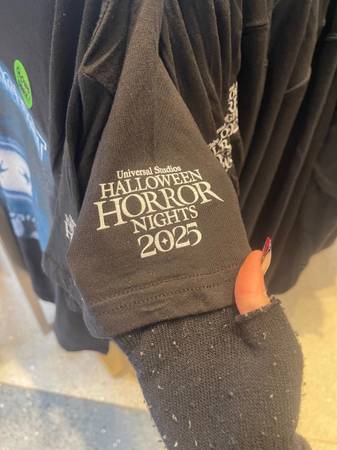 Universal Studios
HALLOWEEN
HORROR
NIGHTS
2025